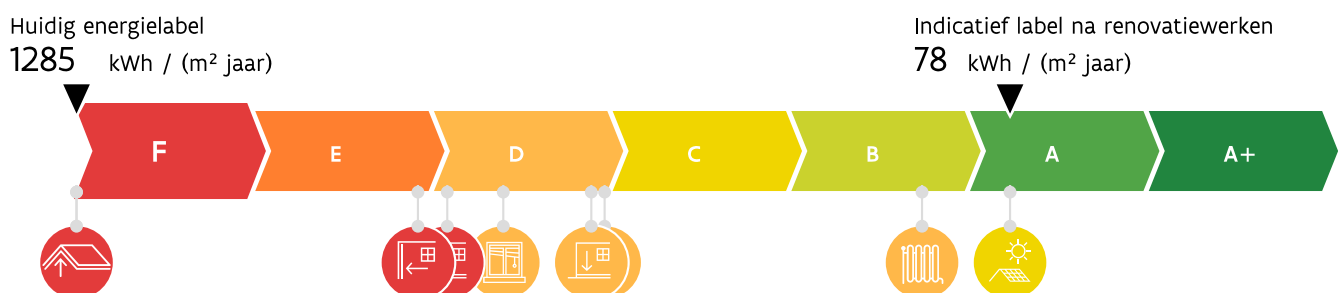 Huidig energielabel
1285 kWh / (m² jaar)
Indicatief label na renovatiewerken
78 kWh / (m² jaar)
F E D C B A A+